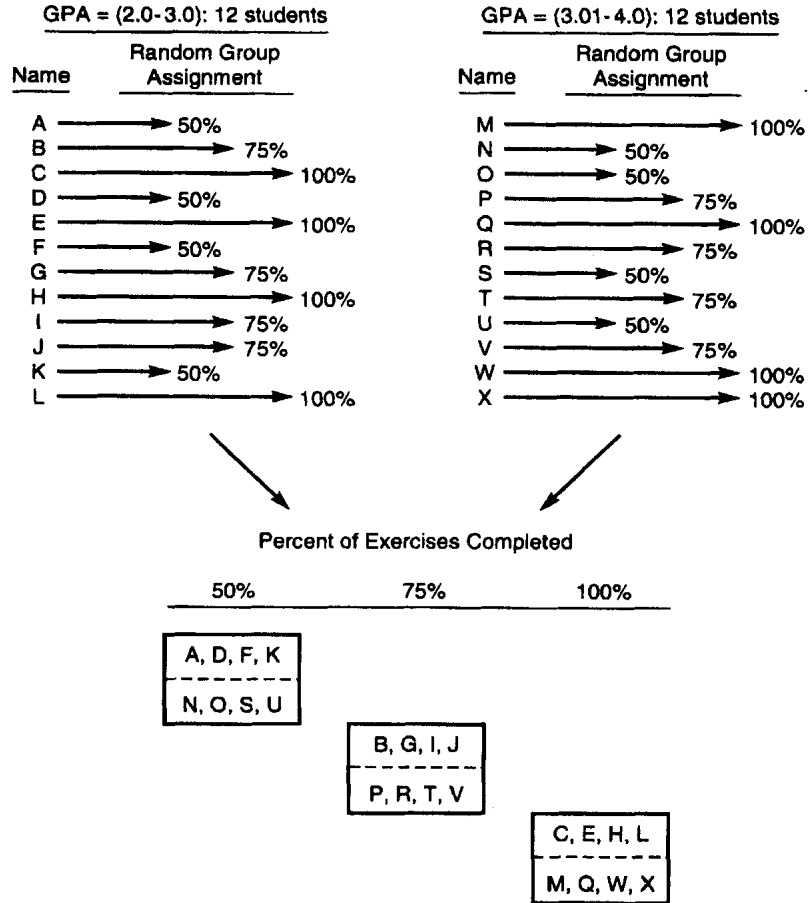 GPA = (2.0-3.0): 12 students
Name
Random Group
Assignment
A 50%
B 75%
C 100%
D 50%
E 100%
F 50%
G 75%
H 100%
I 75%
J 75%
K 50%
L 100%
GPA = (3.01-4.0): 12 students
Name
Random Group
Assignment
M 100%
N 50%
O 50%
P 75%
Q 100%
R 75%
S 50%
T 75%
U 50%
V 75%
W 100%
X 100%
Percent of Exercises Completed
50% 75% 100%
A, D, F, K
N, O, S, U
B, G, I, J
P, R, T, V
C, E, H, L
M, Q, W, X